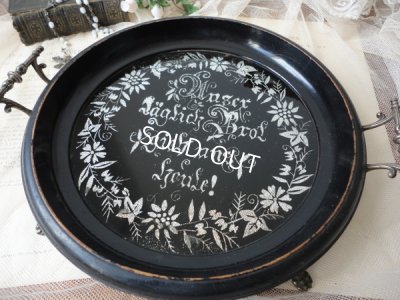 Unser
täglich Brot
SOLD OUT
heute!